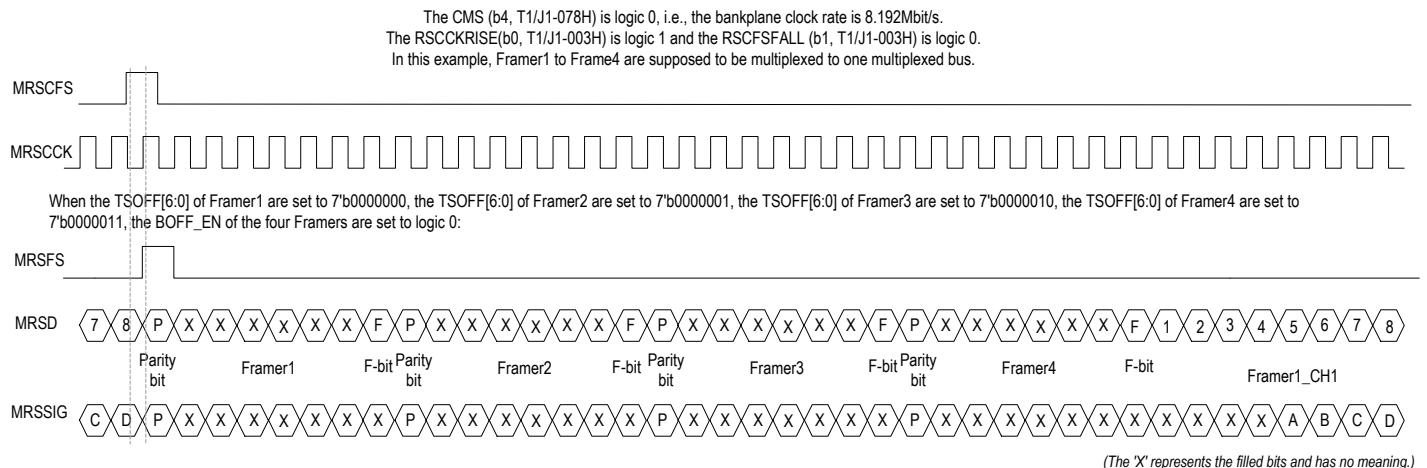 The CMS (b4, T1/J1-078H) is logic 0, i.e., the bankplane clock rate is 8.192Mbit/s.
The RSCCKRISE(b0, T1/J1-003H) is logic 1 and the RSCFSFALL (b1, T1/J1-003H) is logic 0.
In this example, Framer1 to Frame4 are supposed to be multiplexed to one multiplexed bus.
MRSCFS
MRSCCK
When the TSOFF[6:0] of Framer1 are set to 7'b0000000, the TSOFF[6:0] of Framer2 are set to 7'b0000001, the TSOFF[6:0] of Framer3 are set to 7'b0000010, the TSOFF[6:0] of Framer4 are set to
7'b0000011, the BOFF_EN of the four Framers are set to logic 0:
MRSFS
MRSD 7 8 P X X X X X X F P X X X X X X F P X X X X X X F P X X X X X X F 1 2 3 4 5 6 7 8
Parity bit Framer1 F-bit Parity bit Framer2 F-bit Parity bit Framer3 F-bit Parity bit Framer4 F-bit Framer1_CH1
MRSSIG C D P X X X X X X X P X X X X X X X P X X X X X X X P X X X X X X X X X X X A B C D
(The 'X' represents the filled bits and has no meaning.)